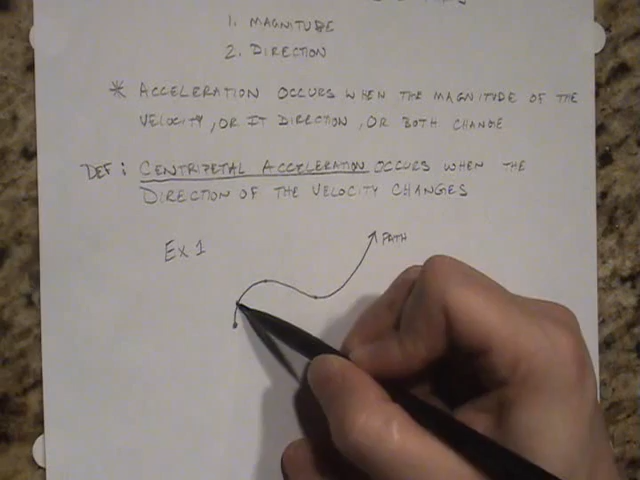 1. MAGNITUDE
2. DIRECTION
* ACCELERATION OCCURS WHEN THE MAGNITUDE OF THE
VELOCITY, OR IT DIRECTION, OR BOTH CHANGE
DEF: CENTRIPETAL ACCELERATION OCCURS WHEN THE
DIRECTION OF THE VELOCITY CHANGES
EX 1
PATH